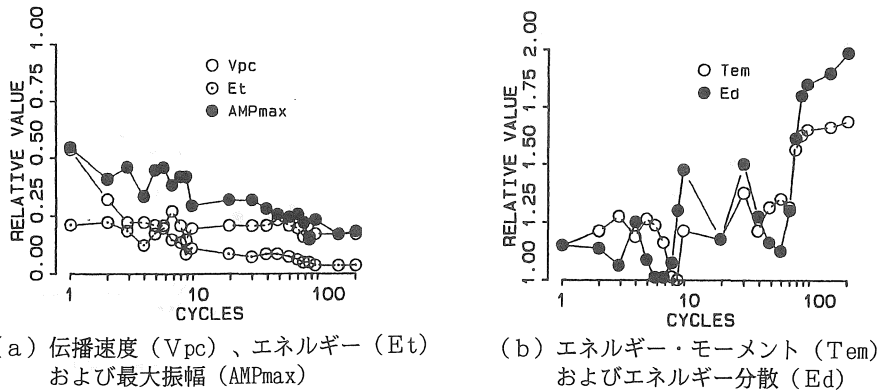 1.00
0.75
0.50
0.25
0.00
RELATIVE VALUE
Vpc
Et
AMPmax
1 10 100
CYCLES
2.00
1.75
1.50
1.25
1.00
RELATIVE VALUE
Tem
Ed
1 10 100
CYCLES
a）伝播速度（Vpc）、エネルギー（Et）
および最大振幅（AMPmax）
（b）エネルギー・モーメント（Tem）
およびエネルギー分散（Ed）